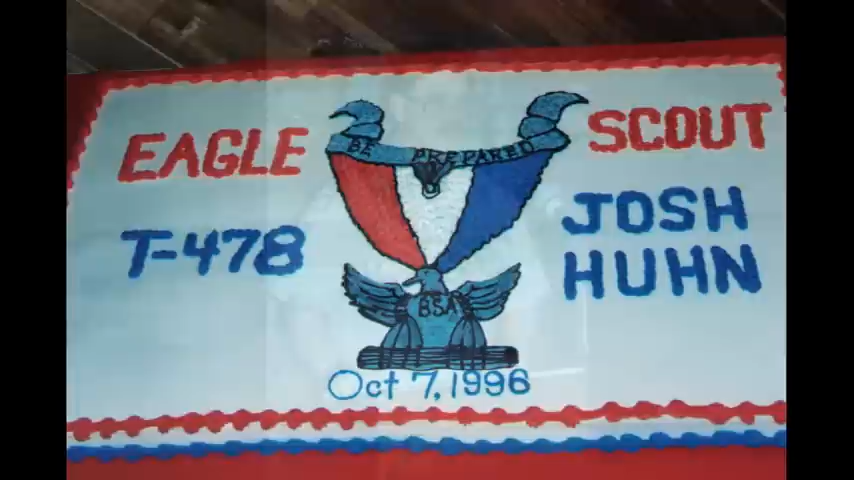 EAGLE SCOUT
BE PREPARED
T-478
JOSH
HUHN
BSA
Oct 7, 1996